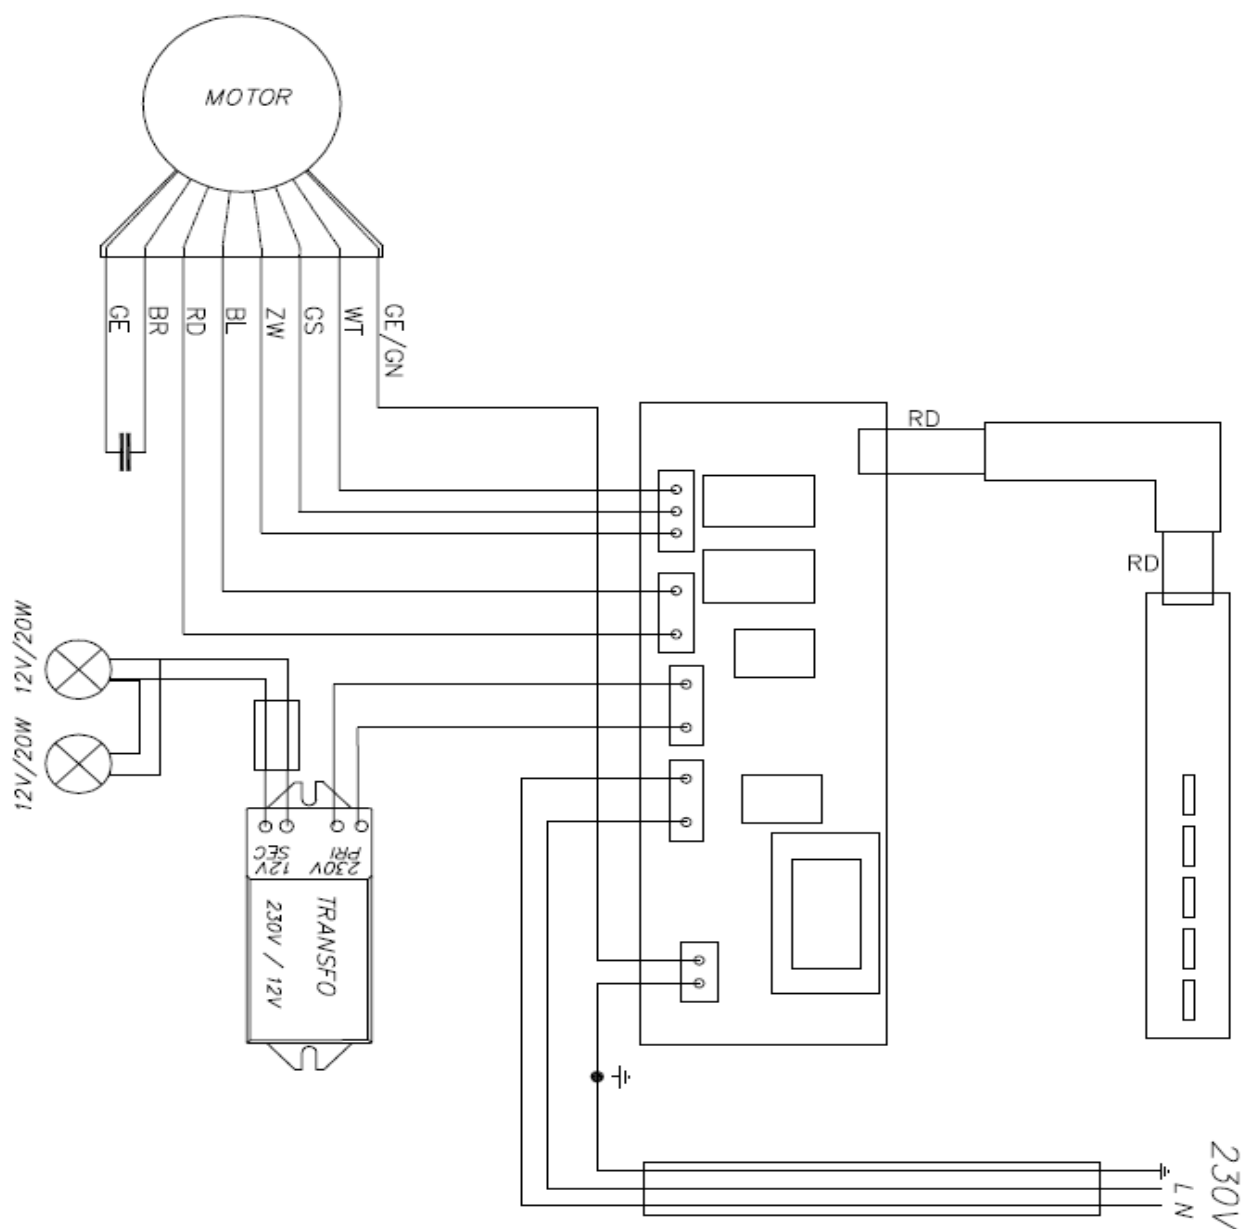 MOTOR
GE
BR
RD
BL
ZW
GS
WT
GE/GN
RD
RD
12V/20W
12V/20W
12V SEC
230V PRI
TRANSFO
230V / 12V
230V
L
N